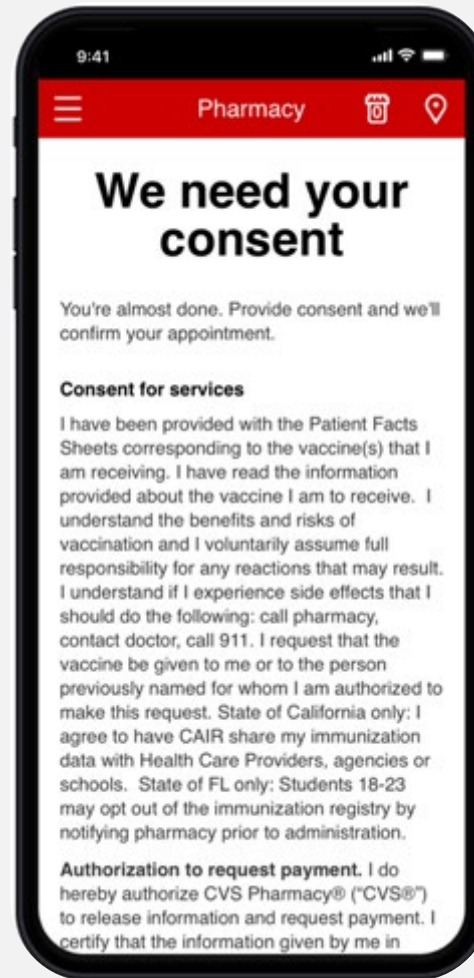 9:41
Pharmacy
0
We need your
consent
You're almost done. Provide consent and we'll
confirm your appointment.
Consent for services
I have been provided with the Patient Facts
Sheets corresponding to the vaccine(s) that I
am receiving. I have read the information
provided about the vaccine I am to receive.  I
understand the benefits and risks of
vaccination and I voluntarily assume full
responsibility for any reactions that may result.
I understand if I experience side effects that I
should do the following: call pharmacy,
contact doctor, call 911. I request that the
vaccine be given to me or to the person
previously named for whom I am authorized to
make this request. State of California only: I
agree to have CAIR share my immunization
data with Health Care Providers, agencies or
schools.  State of FL only: Students 18-23
may opt out of the immunization registry by
notifying pharmacy prior to administration.
Authorization to request payment. I do
hereby authorize CVS Pharmacy® (“CVS®”)
to release information and request payment. I
certify that the information given by me in